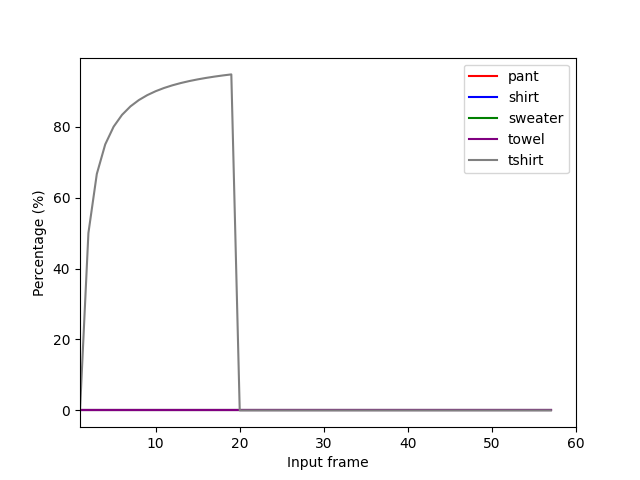 pant
shirt
sweater
towel
tshirt
Percentage (%)
80
60
40
20
0
10 20 30 40 50 60
Input frame